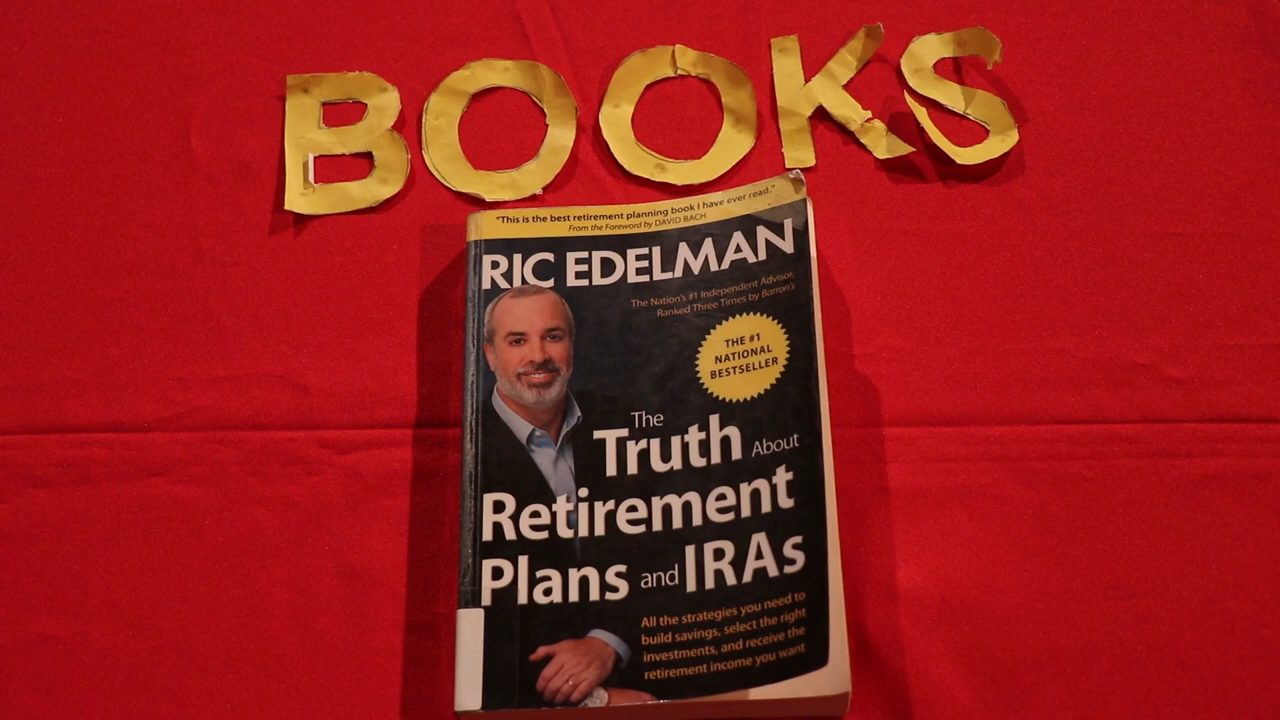 BOOKS
"This is the best retirement planning book I have ever read."
From the Foreword by DAVID BACH
RIC EDELMAN
The Nation's #1 Independent Advisor,
Ranked Three Times by Barron's
THE #1
NATIONAL
BESTSELLER
The
Truth About
Retirement
Plans and IRAs
All the strategies you need to
build savings, select the right
investments, and receive the
retirement income you want